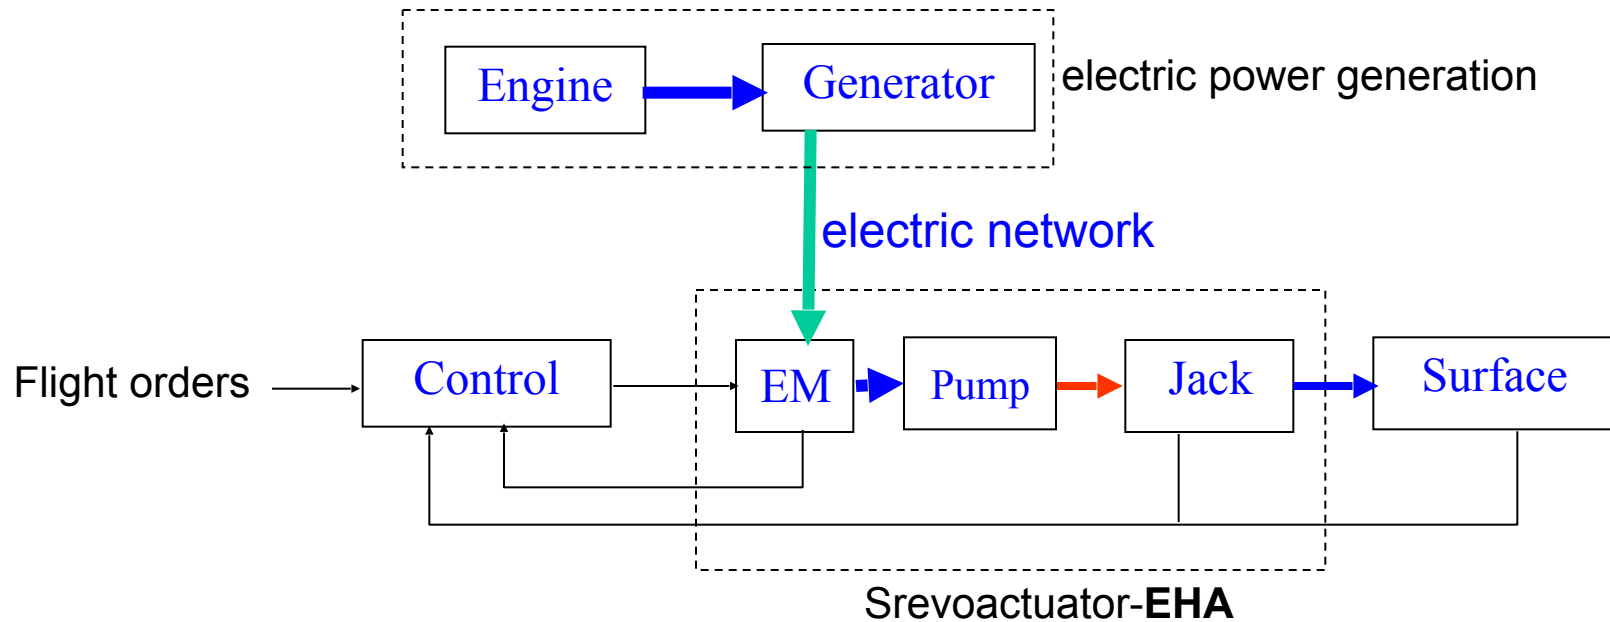 Engine
Generator
electric power generation
electric network
Flight orders
Control
EM
Pump
Jack
Surface
Srevoactuator-EHA